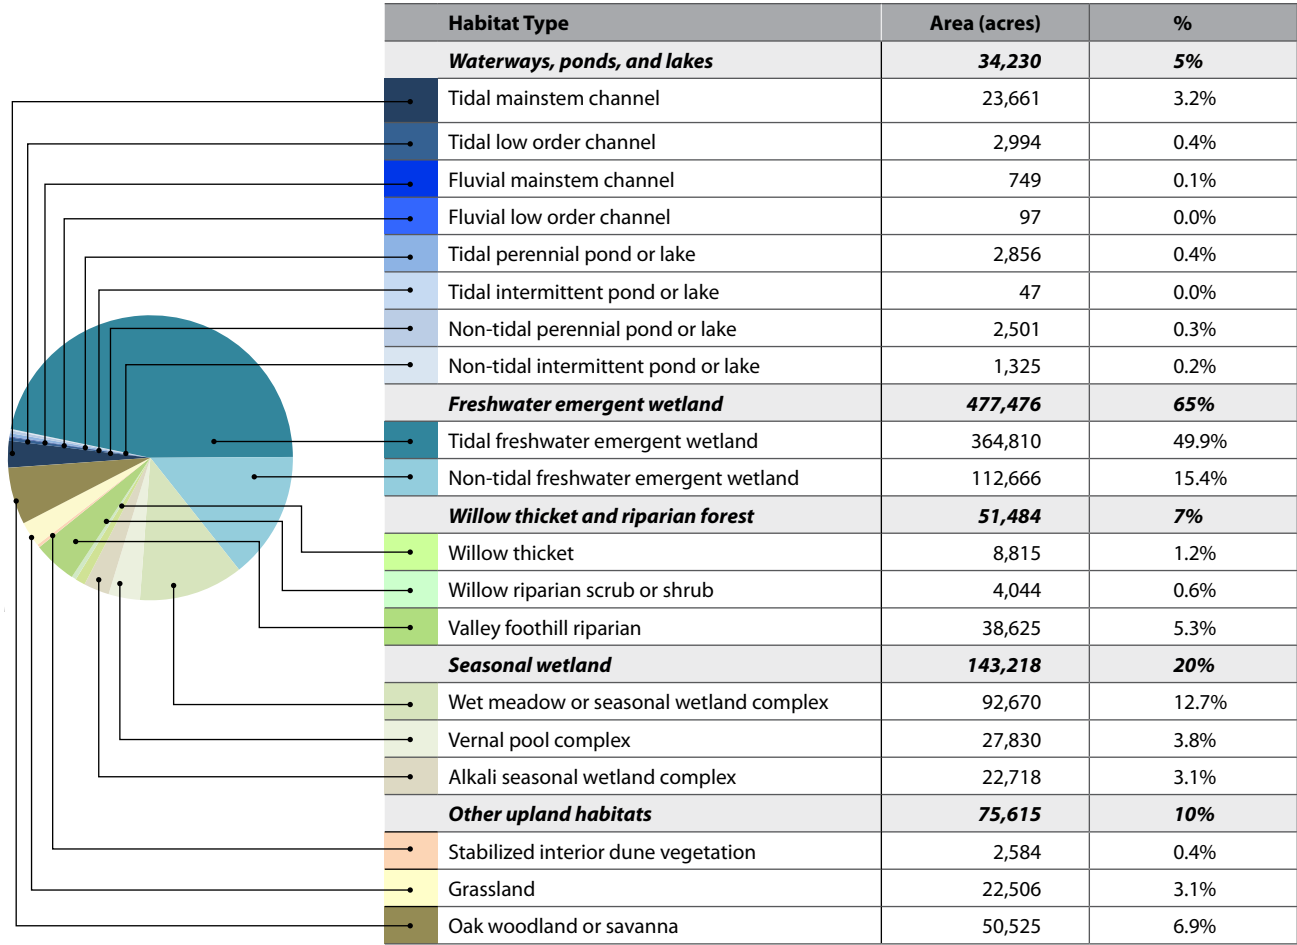 Habitat Type Area (acres) %
Waterways, ponds, and lakes 34,230 5%
Tidal mainstem channel 23,661 3.2%
Tidal low order channel 2,994 0.4%
Fluvial mainstem channel 749 0.1%
Fluvial low order channel 97 0.0%
Tidal perennial pond or lake 2,856 0.4%
Tidal intermittent pond or lake 47 0.0%
Non-tidal perennial pond or lake 2,501 0.3%
Non-tidal intermittent pond or lake 1,325 0.2%
Freshwater emergent wetland 477,476 65%
Tidal freshwater emergent wetland 364,810 49.9%
Non-tidal freshwater emergent wetland 112,666 15.4%
Willow thicket and riparian forest 51,484 7%
Willow thicket 8,815 1.2%
Willow riparian scrub or shrub 4,044 0.6%
Valley foothill riparian 38,625 5.3%
Seasonal wetland 143,218 20%
Wet meadow or seasonal wetland complex 92,670 12.7%
Vernal pool complex 27,830 3.8%
Alkali seasonal wetland complex 22,718 3.1%
Other upland habitats 75,615 10%
Stabilized interior dune vegetation 2,584 0.4%
Grassland 22,506 3.1%
Oak woodland or savanna 50,525 6.9%